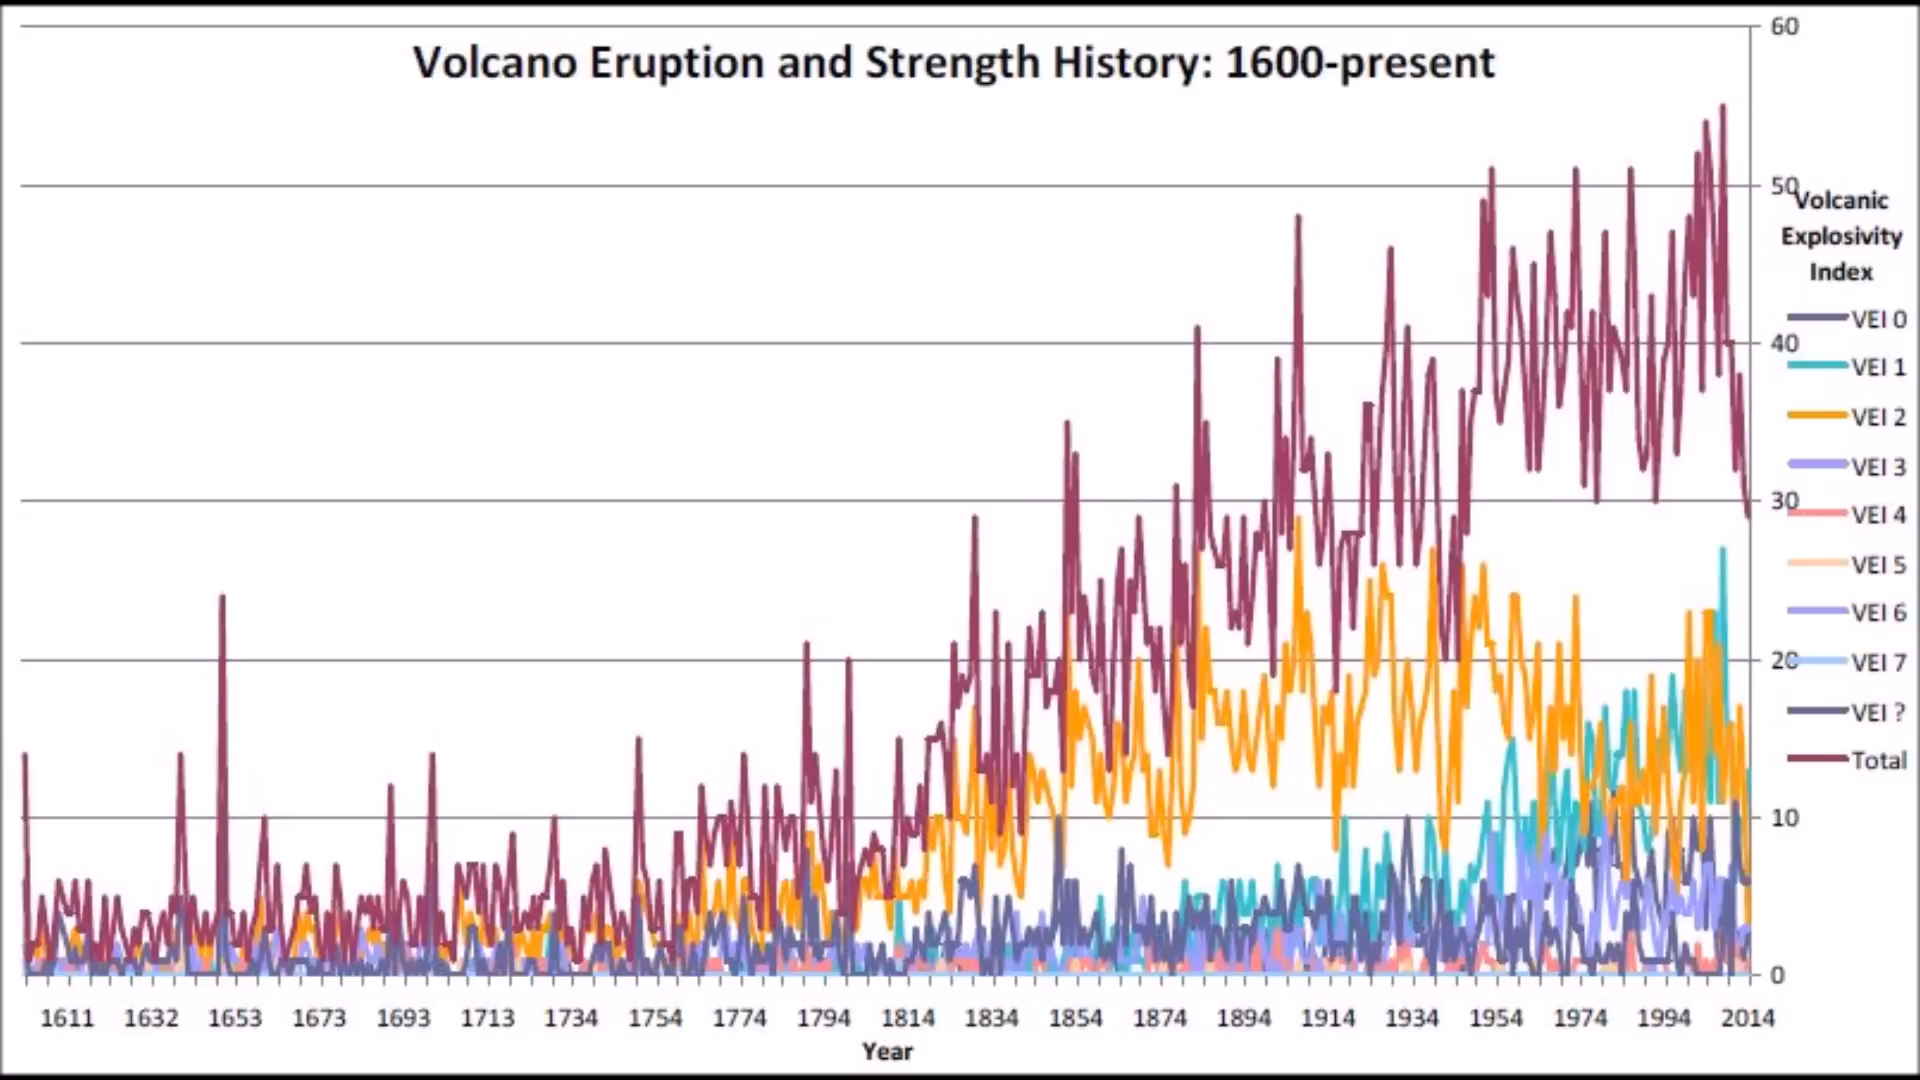 Volcano Eruption and Strength History: 1600-present
60
50
40
30
20
10
0
Volcanic
Explosivity
Index
VEI 0
VEI 1
VEI 2
VEI 3
VEI 4
VEI 5
VEI 6
VEI 7
VEI ?
Total
1611 1632 1653 1673 1693 1713 1734 1754 1774 1794 1814 1834 1854 1874 1894 1914 1934 1954 1974 1994 2014
Year